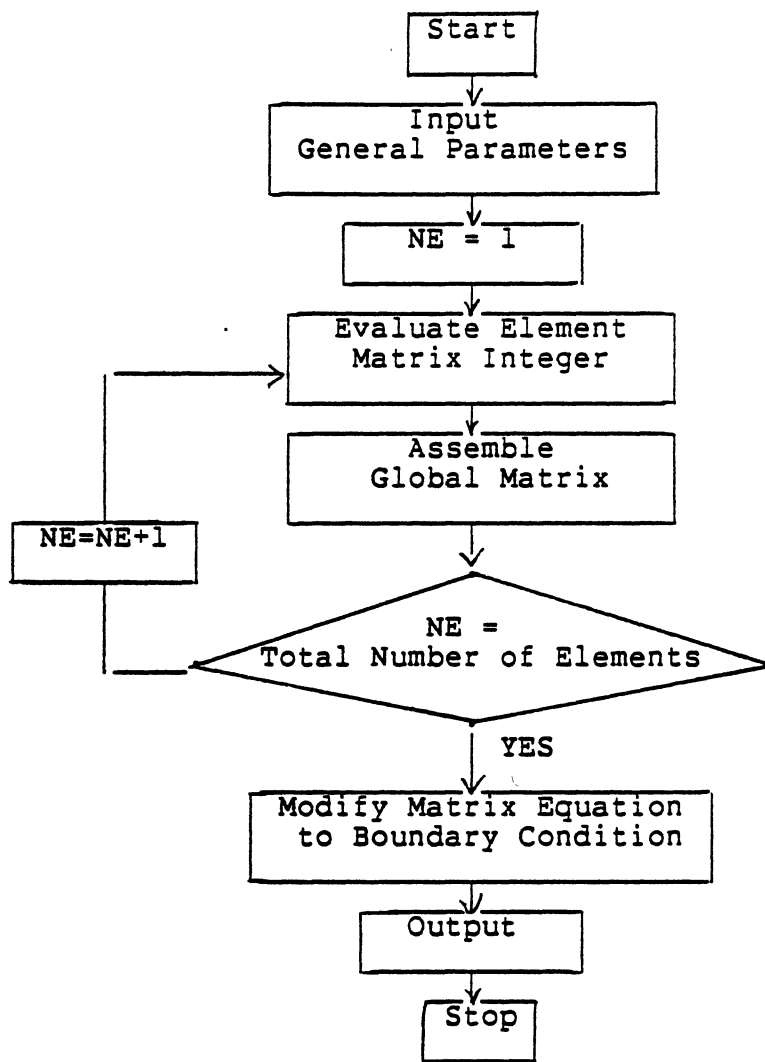 Start
Input
General Parameters
NE = 1
Evaluate Element
Matrix Integer
Assemble
Global Matrix
NE=NE+1
NE =
Total Number of Elements
YES
Modify Matrix Equation
to Boundary Condition
Output
Stop